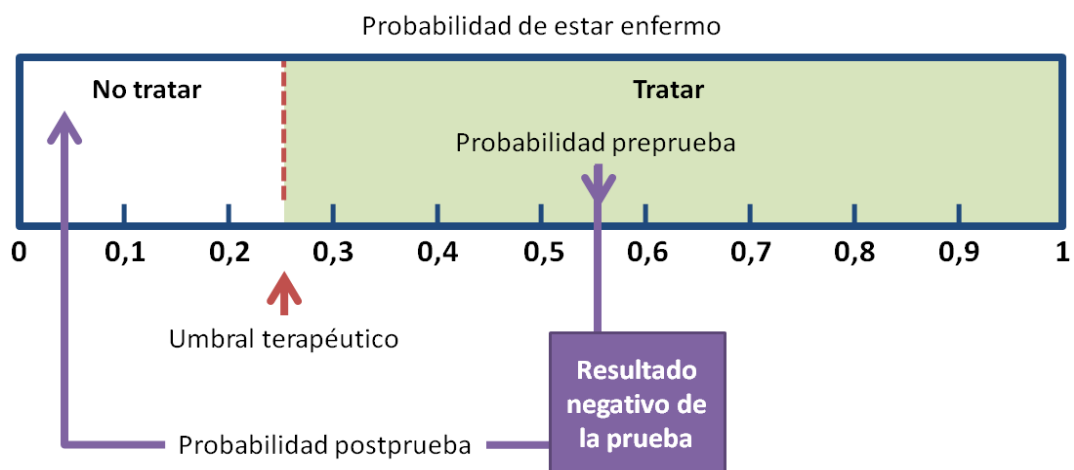 Probabilidad de estar enfermo
No tratar
Tratar
Probabilidad preprueba
0 0,1 0,2 0,3 0,4 0,5 0,6 0,7 0,8 0,9 1
Umbral terapéutico
Resultado
negativo de
la prueba
Probabilidad postprueba